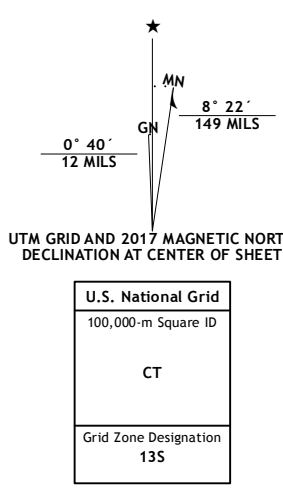 ★
MN
GN
8° 22´
149 MILS
0° 40´
12 MILS
UTM GRID AND 2017 MAGNETIC NORT
DECLINATION AT CENTER OF SHEET
U.S. National Grid
100,000-m Square ID
CT
Grid Zone Designation
13S